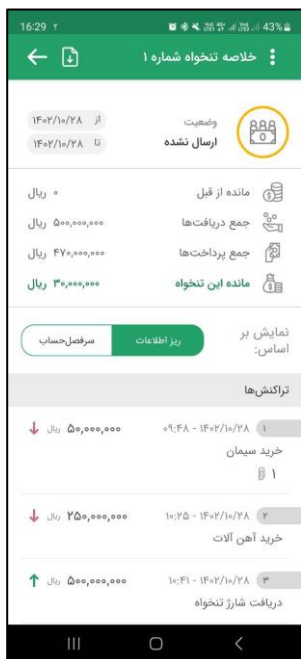 16:29 43%
خلاصه تنخواه شماره ۱
وضعیت
ارسال نشده
از ۱۴۰۲/۱۰/۲۸
تا ۱۴۰۲/۱۰/۲۸
مانده از قبل ۰ ریال
جمع دریافت‌ها ۵۰۰,۰۰۰,۰۰۰ ریال
جمع پرداخت‌ها ۴۷۰,۰۰۰,۰۰۰ ریال
مانده این تنخواه ۳۰,۰۰۰,۰۰۰ ریال
نمایش بر
اساس:
ریز اطلاعات سرفصل‌حساب
تراکنش‌ها
۱ ۱۴۰۲/۱۰/۲۸ - ۰۹:۴۸ ۵۰,۰۰۰,۰۰۰ ریال
خرید سیمان
۱
۲ ۱۴۰۲/۱۰/۲۸ - ۱۰:۲۵ ۲۵۰,۰۰۰,۰۰۰ ریال
خرید آهن آلات
۳ ۱۴۰۲/۱۰/۲۸ - ۱۰:۴۱ ۵۰۰,۰۰۰,۰۰۰ ریال
دریافت شارژ تنخواه